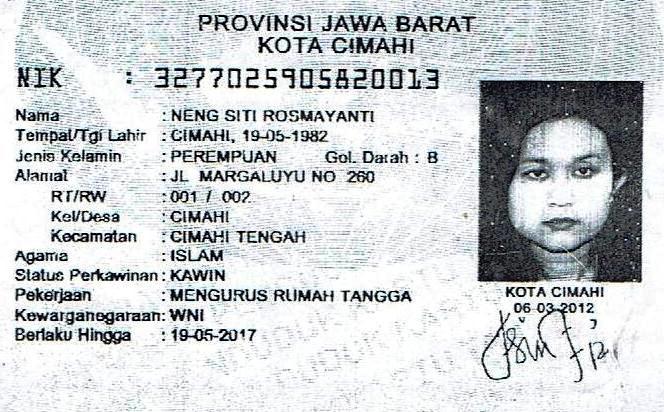 PROVINSI JAWA BARAT
KOTA CIMAHI
NIK : 3277025905820013
Nama : NENG SITI ROSMAYANTI
Tempat/Tgl Lahir : CIMAHI, 19-05-1982
Jenis Kelamin : PEREMPUAN Gol. Darah : B
Alamat : JL MARGALUYU NO 260
RT/RW : 001 / 002
Kel/Desa : CIMAHI
Kecamatan : CIMAHI TENGAH
Agama : ISLAM
Status Perkawinan : KAWIN
Pekerjaan : MENGURUS RUMAH TANGGA
Kewarganegaraan: WNI
Berlaku Hingga : 19-05-2017
KOTA CIMAHI
06-03-2012